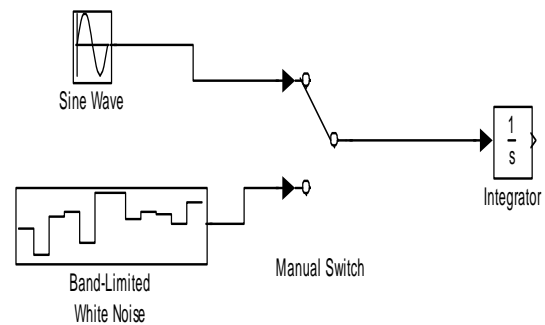 Sine Wave
1
s
Integrator
Band-Limited
White Noise
Manual Switch